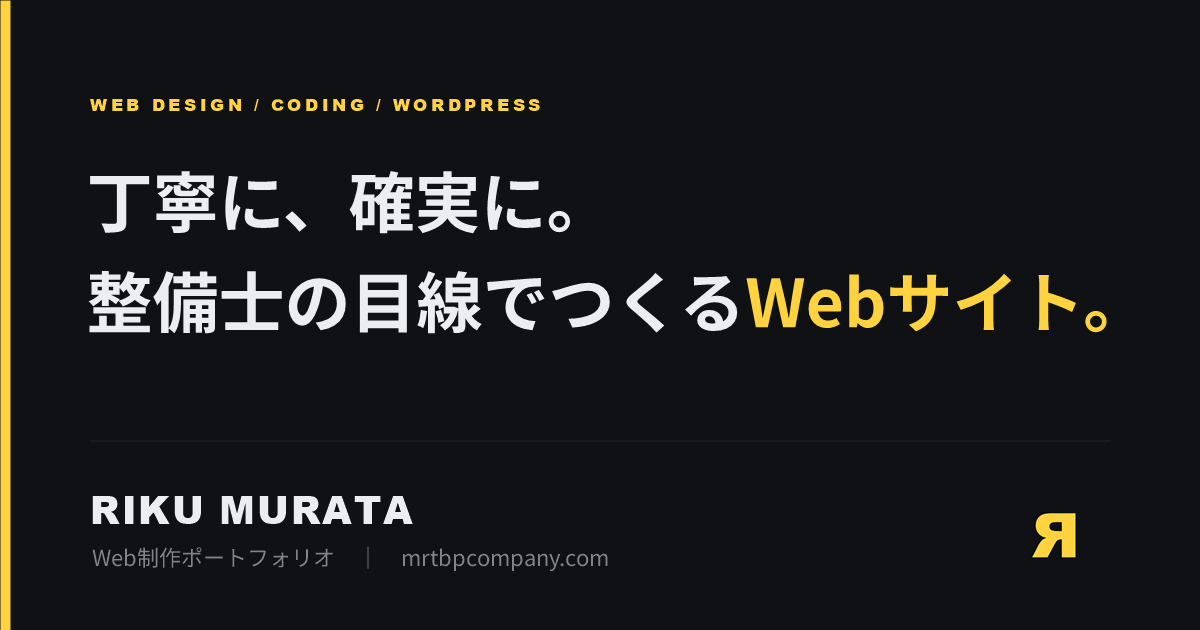 WEB DESIGN / CODING / WORDPRESS
丁寧に、確実に。
整備士の目線でつくるWebサイト。
RIKU MURATA
Web制作ポートフォリオ ｜ mrtbpcompany.com
Я